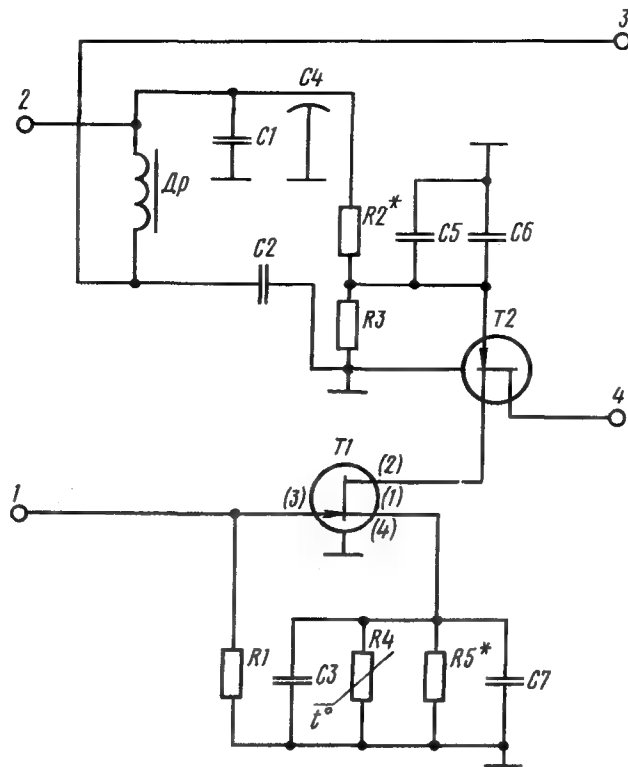 3
C4
2
C1
Др
R2*
C5
C6
C2
R3
T2
4
T1
(2)
1
(3)
(1)
(4)
R1
C3
R4
R5*
C7
t°